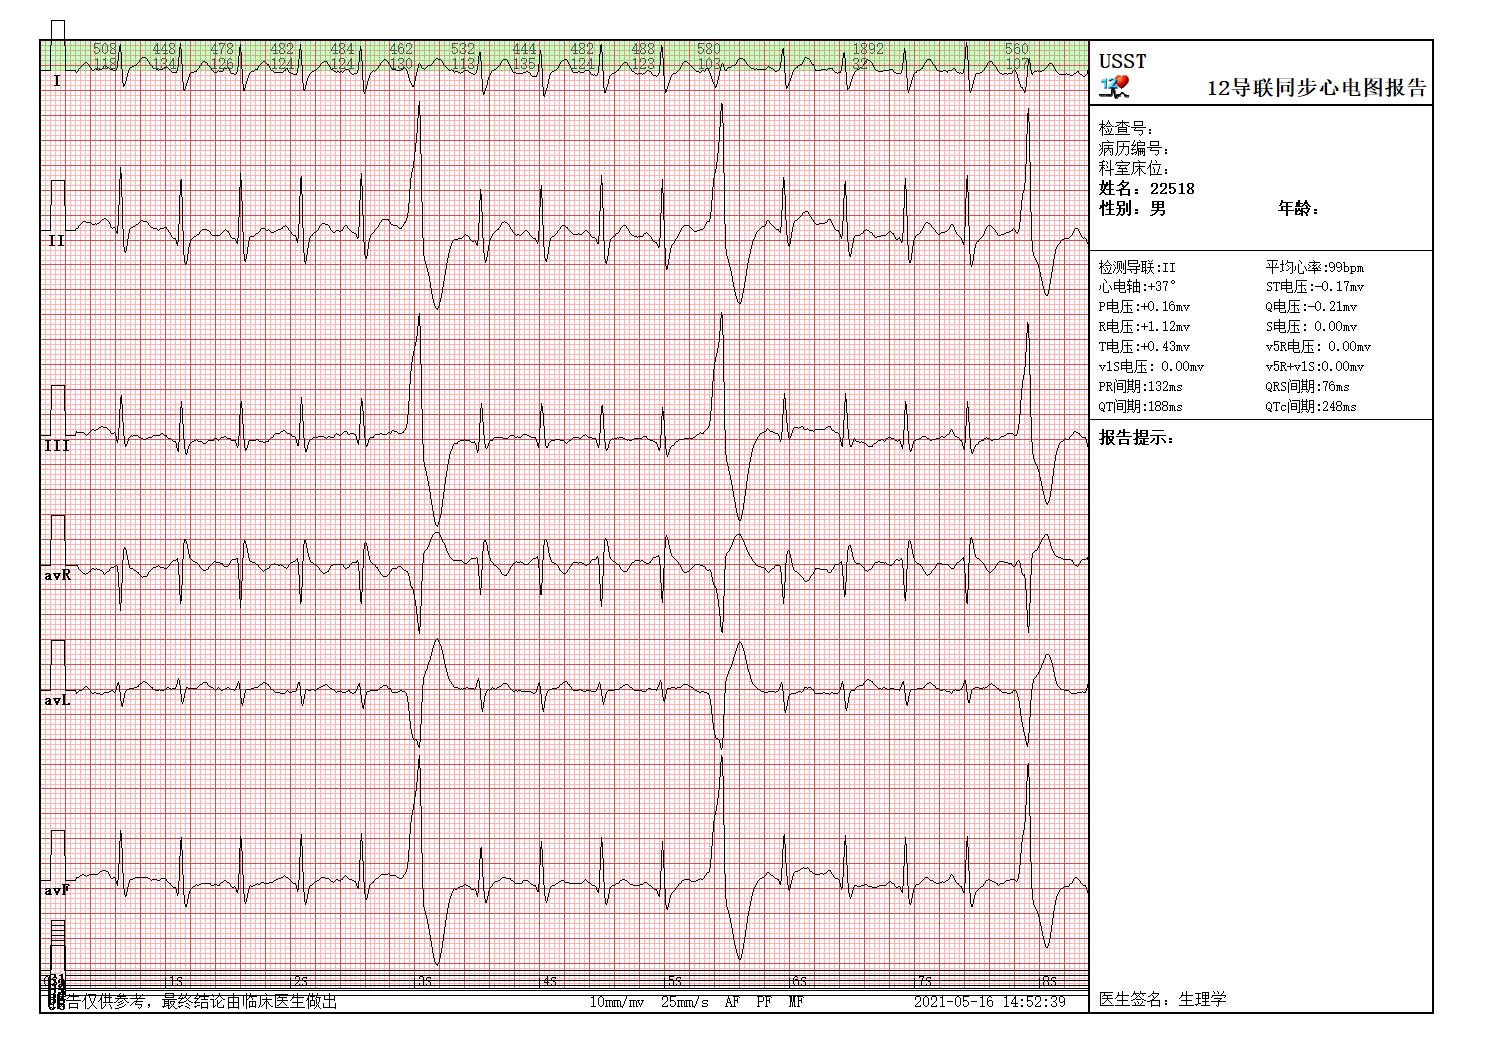 508 448 478 482 484 462 532 444 482 488 580 1892 560
118 134 126 124 124 130 113 135 124 123 103 32 107
I
II
III
avR
avL
avF
1s 2s 3s 4s 5s 6s 7s 8s
告仅供参考，最终结论由临床医生做出 10mm/mv 25mm/s AF PF MF 2021-05-16 14:52:39
USST
12
12导联同步心电图报告
检查号：
病历编号：
科室床位：
姓名：22518
性别：男 年龄：
检测导联:II 平均心率:99bpm
心电轴:+37° ST电压:-0.17mv
P电压:+0.16mv Q电压:-0.21mv
R电压:+1.12mv S电压: 0.00mv
T电压:+0.43mv v5R电压: 0.00mv
v1S电压: 0.00mv v5R+v1S:0.00mv
PR间期:132ms QRS间期:76ms
QT间期:188ms QTc间期:248ms
报告提示：
医生签名：生理学